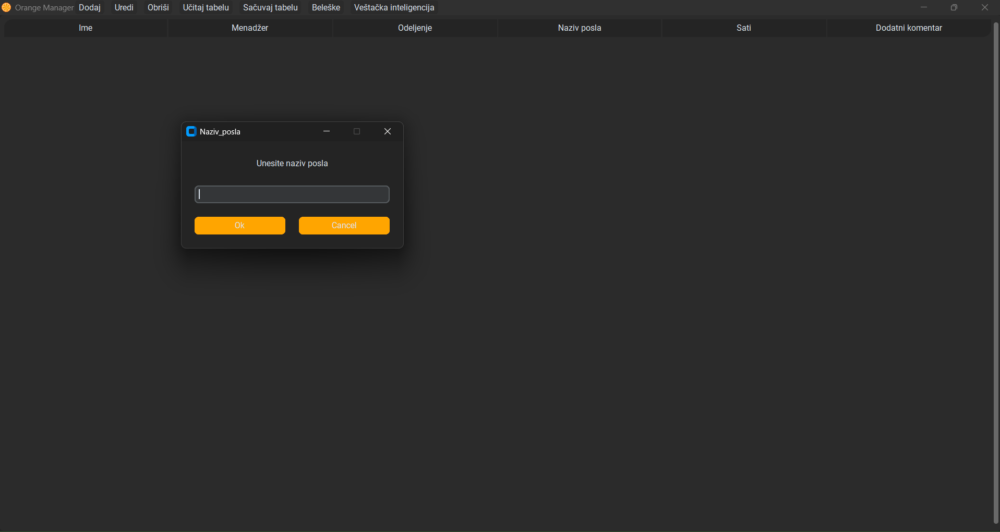 Orange Manager Dodaj Uredi Obriši Učitaj tabelu Sačuvaj tabelu Beleške Veštačka inteligencija
Ime Menadžer Odeljenje Naziv posla Sati Dodatni komentar
Naziv_posla
Unesite naziv posla
Ok Cancel